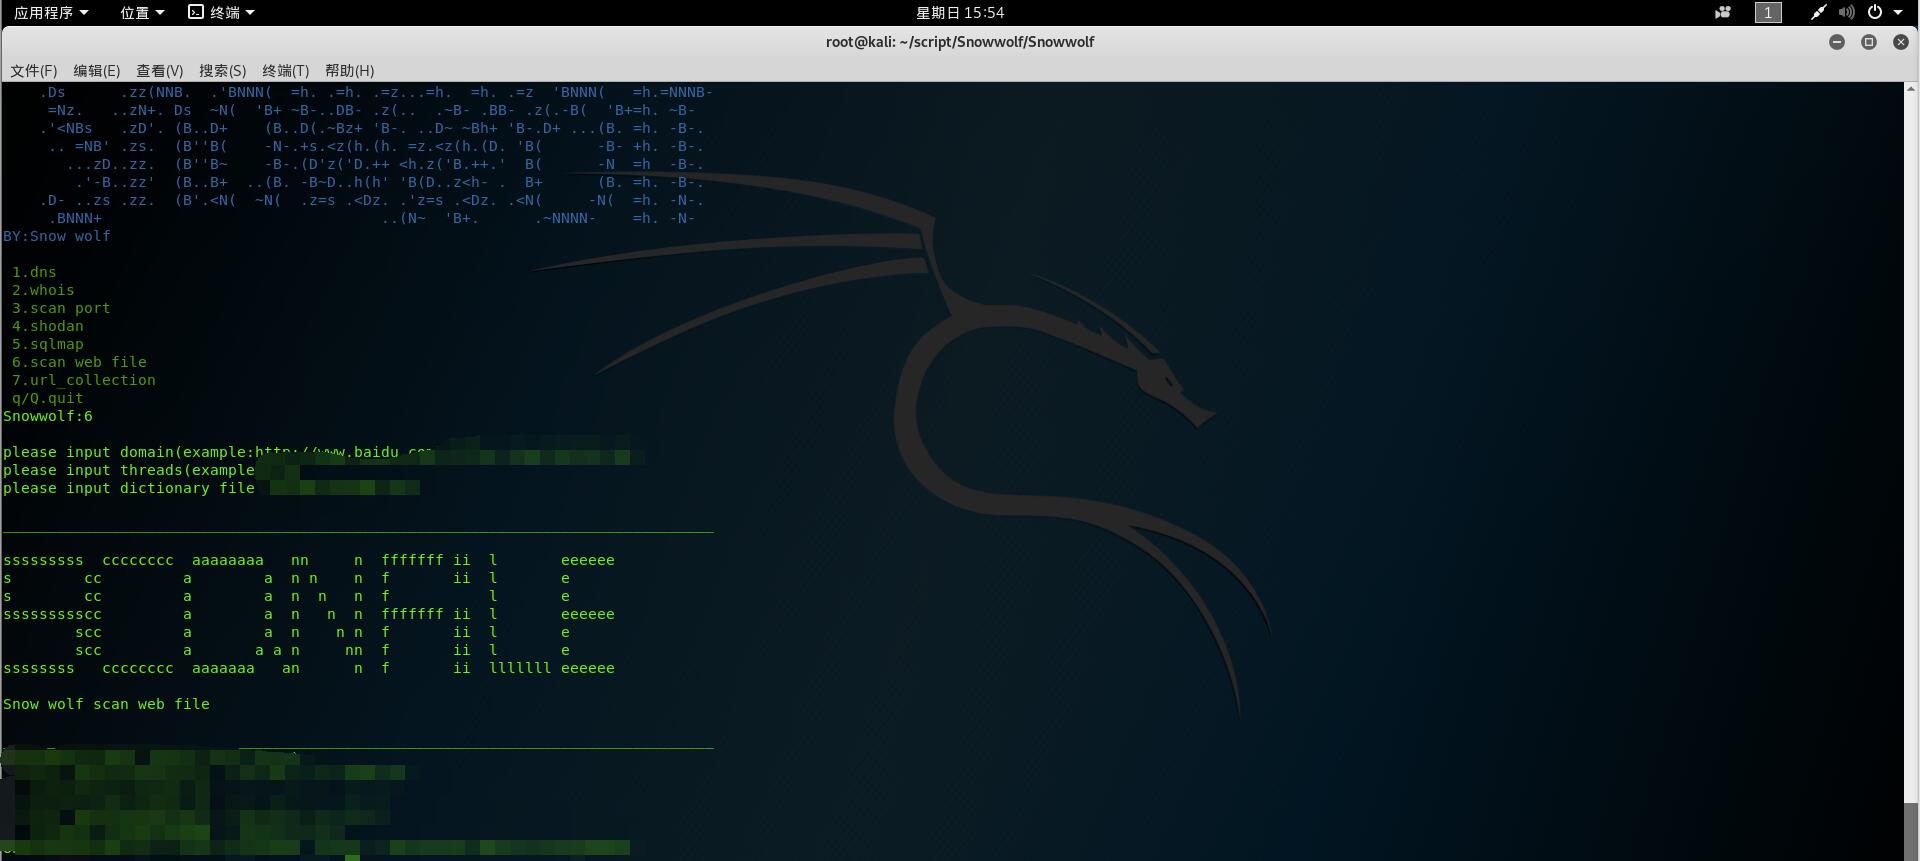 应用程序 位置 终端 星期日 15:54 1
root@kali: ~/script/Snowwolf/Snowwolf
文件(F) 编辑(E) 查看(V) 搜索(S) 终端(T) 帮助(H)
    .Ds      .zz(NNB.  .'BNNN(  =h. .=h. .=z...=h.  =h. .=z  'BNNN(   =h.=NNNB-
     =Nz.   ..zN+. Ds  ~N(  'B+ ~B-..DB- .z(..  .~B- .BB- .z(.-B(  'B+=h. ~B-
    .'<NBs   .zD'. (B..D+    (B..D(.~Bz+ 'B-. ..D~ ~Bh+ 'B-.D+ ...(B. =h. -B-.
     .. =NB' .zs.  (B''B(    -N-.+s.<z(h.(h. =z.<z(h.(D. 'B(      -B- +h. -B-.
       ...zD..zz.  (B''B~    -B-.(D'z('D.++ <h.z('B.++.'  B(      -N  =h  -B-.
        .'-B..zz'  (B..B+  ..(B. -B~D..h(h' 'B(D..z<h- .  B+      (B. =h. -B-.
    .D- ..zs .zz.  (B'.<N(  ~N(  .z=s .<Dz. .'z=s .<Dz. .<N(     -N(  =h. -N-.
     .BNNN+                               ..(N~  'B+.      .~NNNN-    =h. -N-
BY:Snow wolf
1.dns
2.whois
3.scan port
4.shodan
5.sqlmap
6.scan web file
7.url_collection
q/Q.quit
Snowwolf:6
please input domain(example:http://www.baidu
please input threads(example
please input dictionary file
sssssssss  cccccccc  aaaaaaaa   nn     n  fffffff ii  l       eeeeee
s        cc         a        a  n n    n  f       ii  l       e
s        cc         a        a  n  n   n  f           l       e
ssssssssscc         a        a  n   n  n  fffffff ii  l       eeeeee
        scc         a        a  n    n n  f       ii  l       e
        scc         a       a a n     nn  f       ii  l       e
ssssssss   cccccccc  aaaaaaa   an      n  f       ii  lllllll eeeeee
Snow wolf scan web file